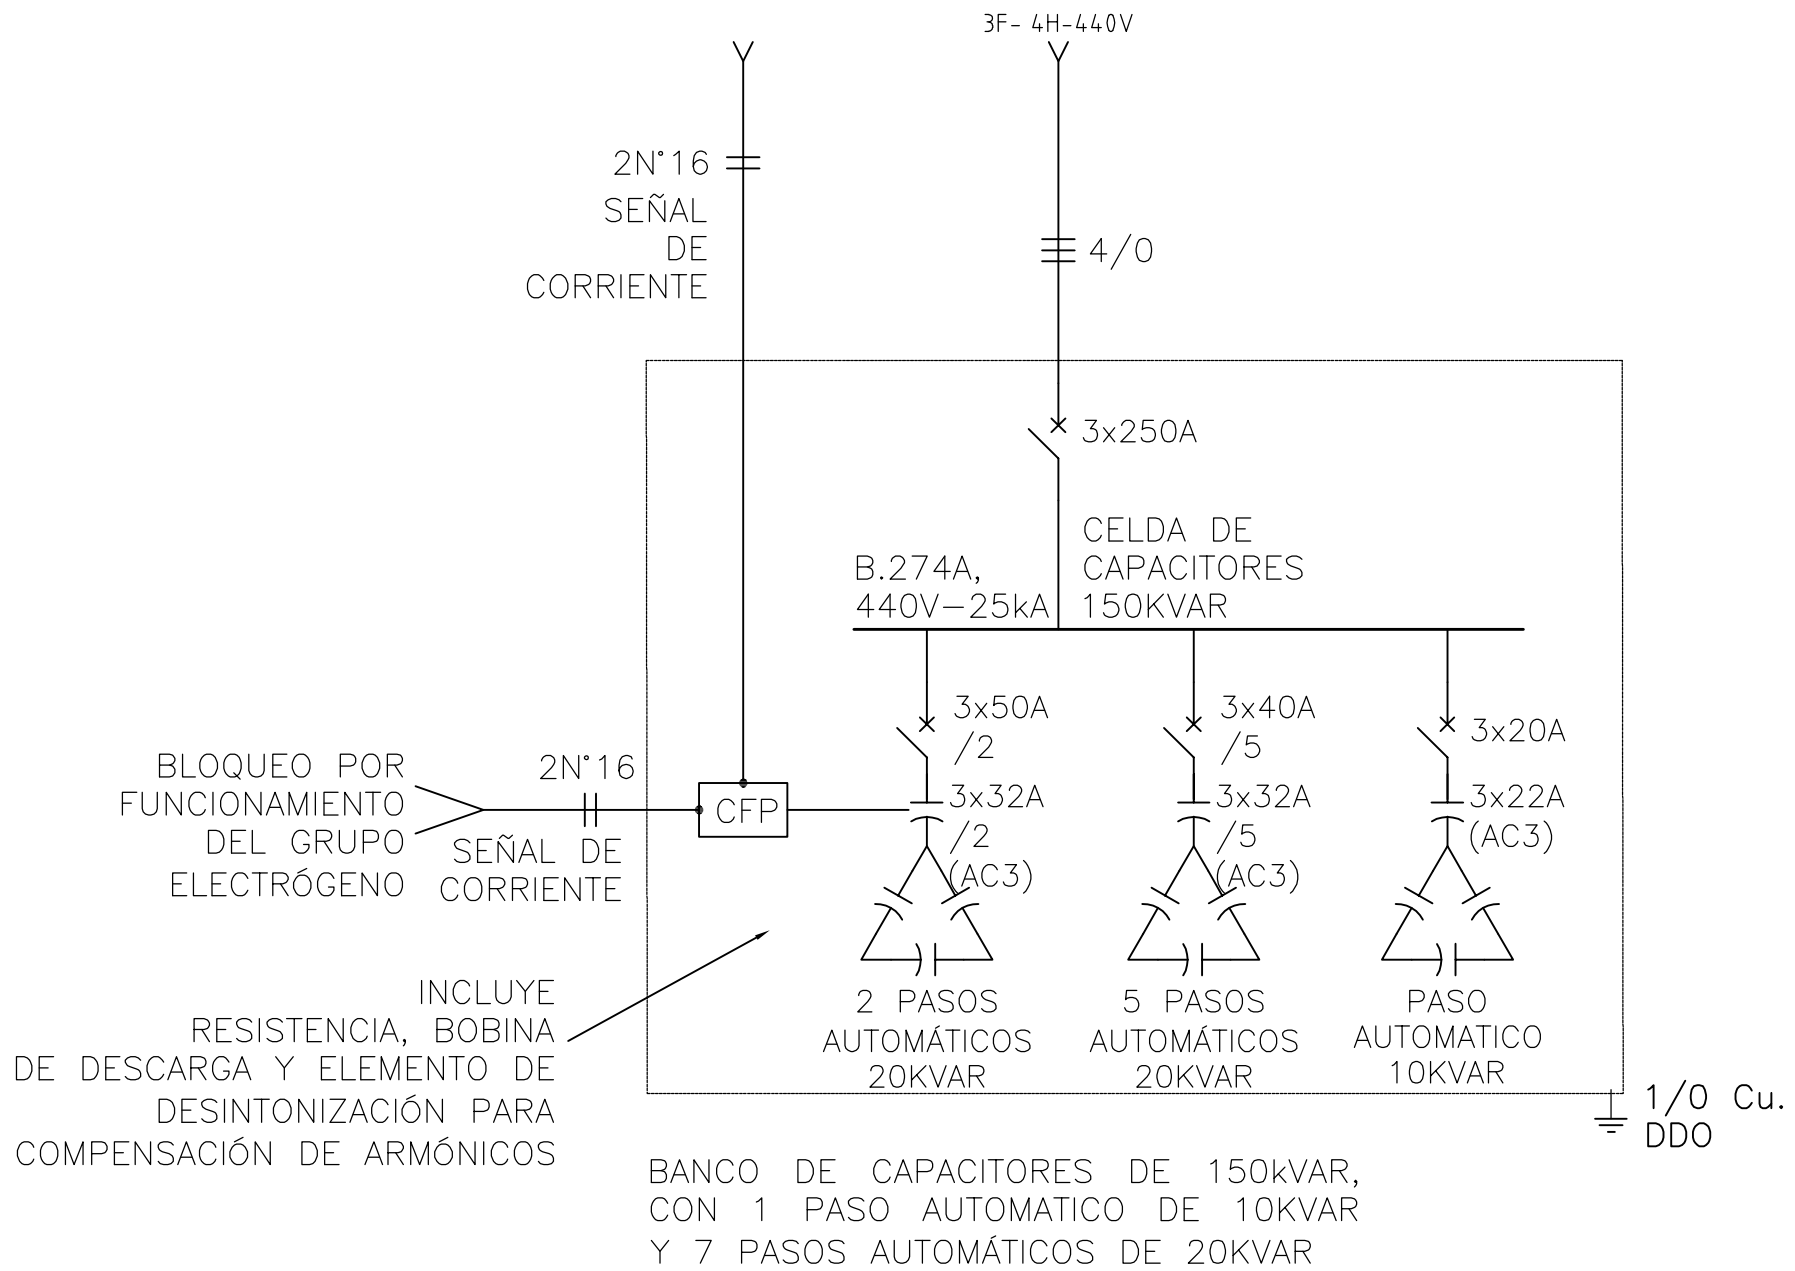 3F- 4H-440V
2N°16
SEÑAL
DE
CORRIENTE
4/0
3x250A
CELDA DE
CAPACITORES
150KVAR
B.274A,
440V-25kA
3x50A
/2
3x40A
/5
3x20A
BLOQUEO POR
FUNCIONAMIENTO
DEL GRUPO
ELECTRÓGENO
2N°16
SEÑAL DE
CORRIENTE
CFP
3x32A
/2
(AC3)
3x32A
/5
(AC3)
3x22A
(AC3)
2 PASOS
AUTOMÁTICOS
20KVAR
5 PASOS
AUTOMÁTICOS
20KVAR
PASO
AUTOMATICO
10KVAR
INCLUYE
RESISTENCIA, BOBINA
DE DESCARGA Y ELEMENTO DE
DESINTONIZACIÓN PARA
COMPENSACIÓN DE ARMÓNICOS
1/0 Cu.
DDO
BANCO DE CAPACITORES DE 150kVAR,
CON 1 PASO AUTOMATICO DE 10KVAR
Y 7 PASOS AUTOMÁTICOS DE 20KVAR